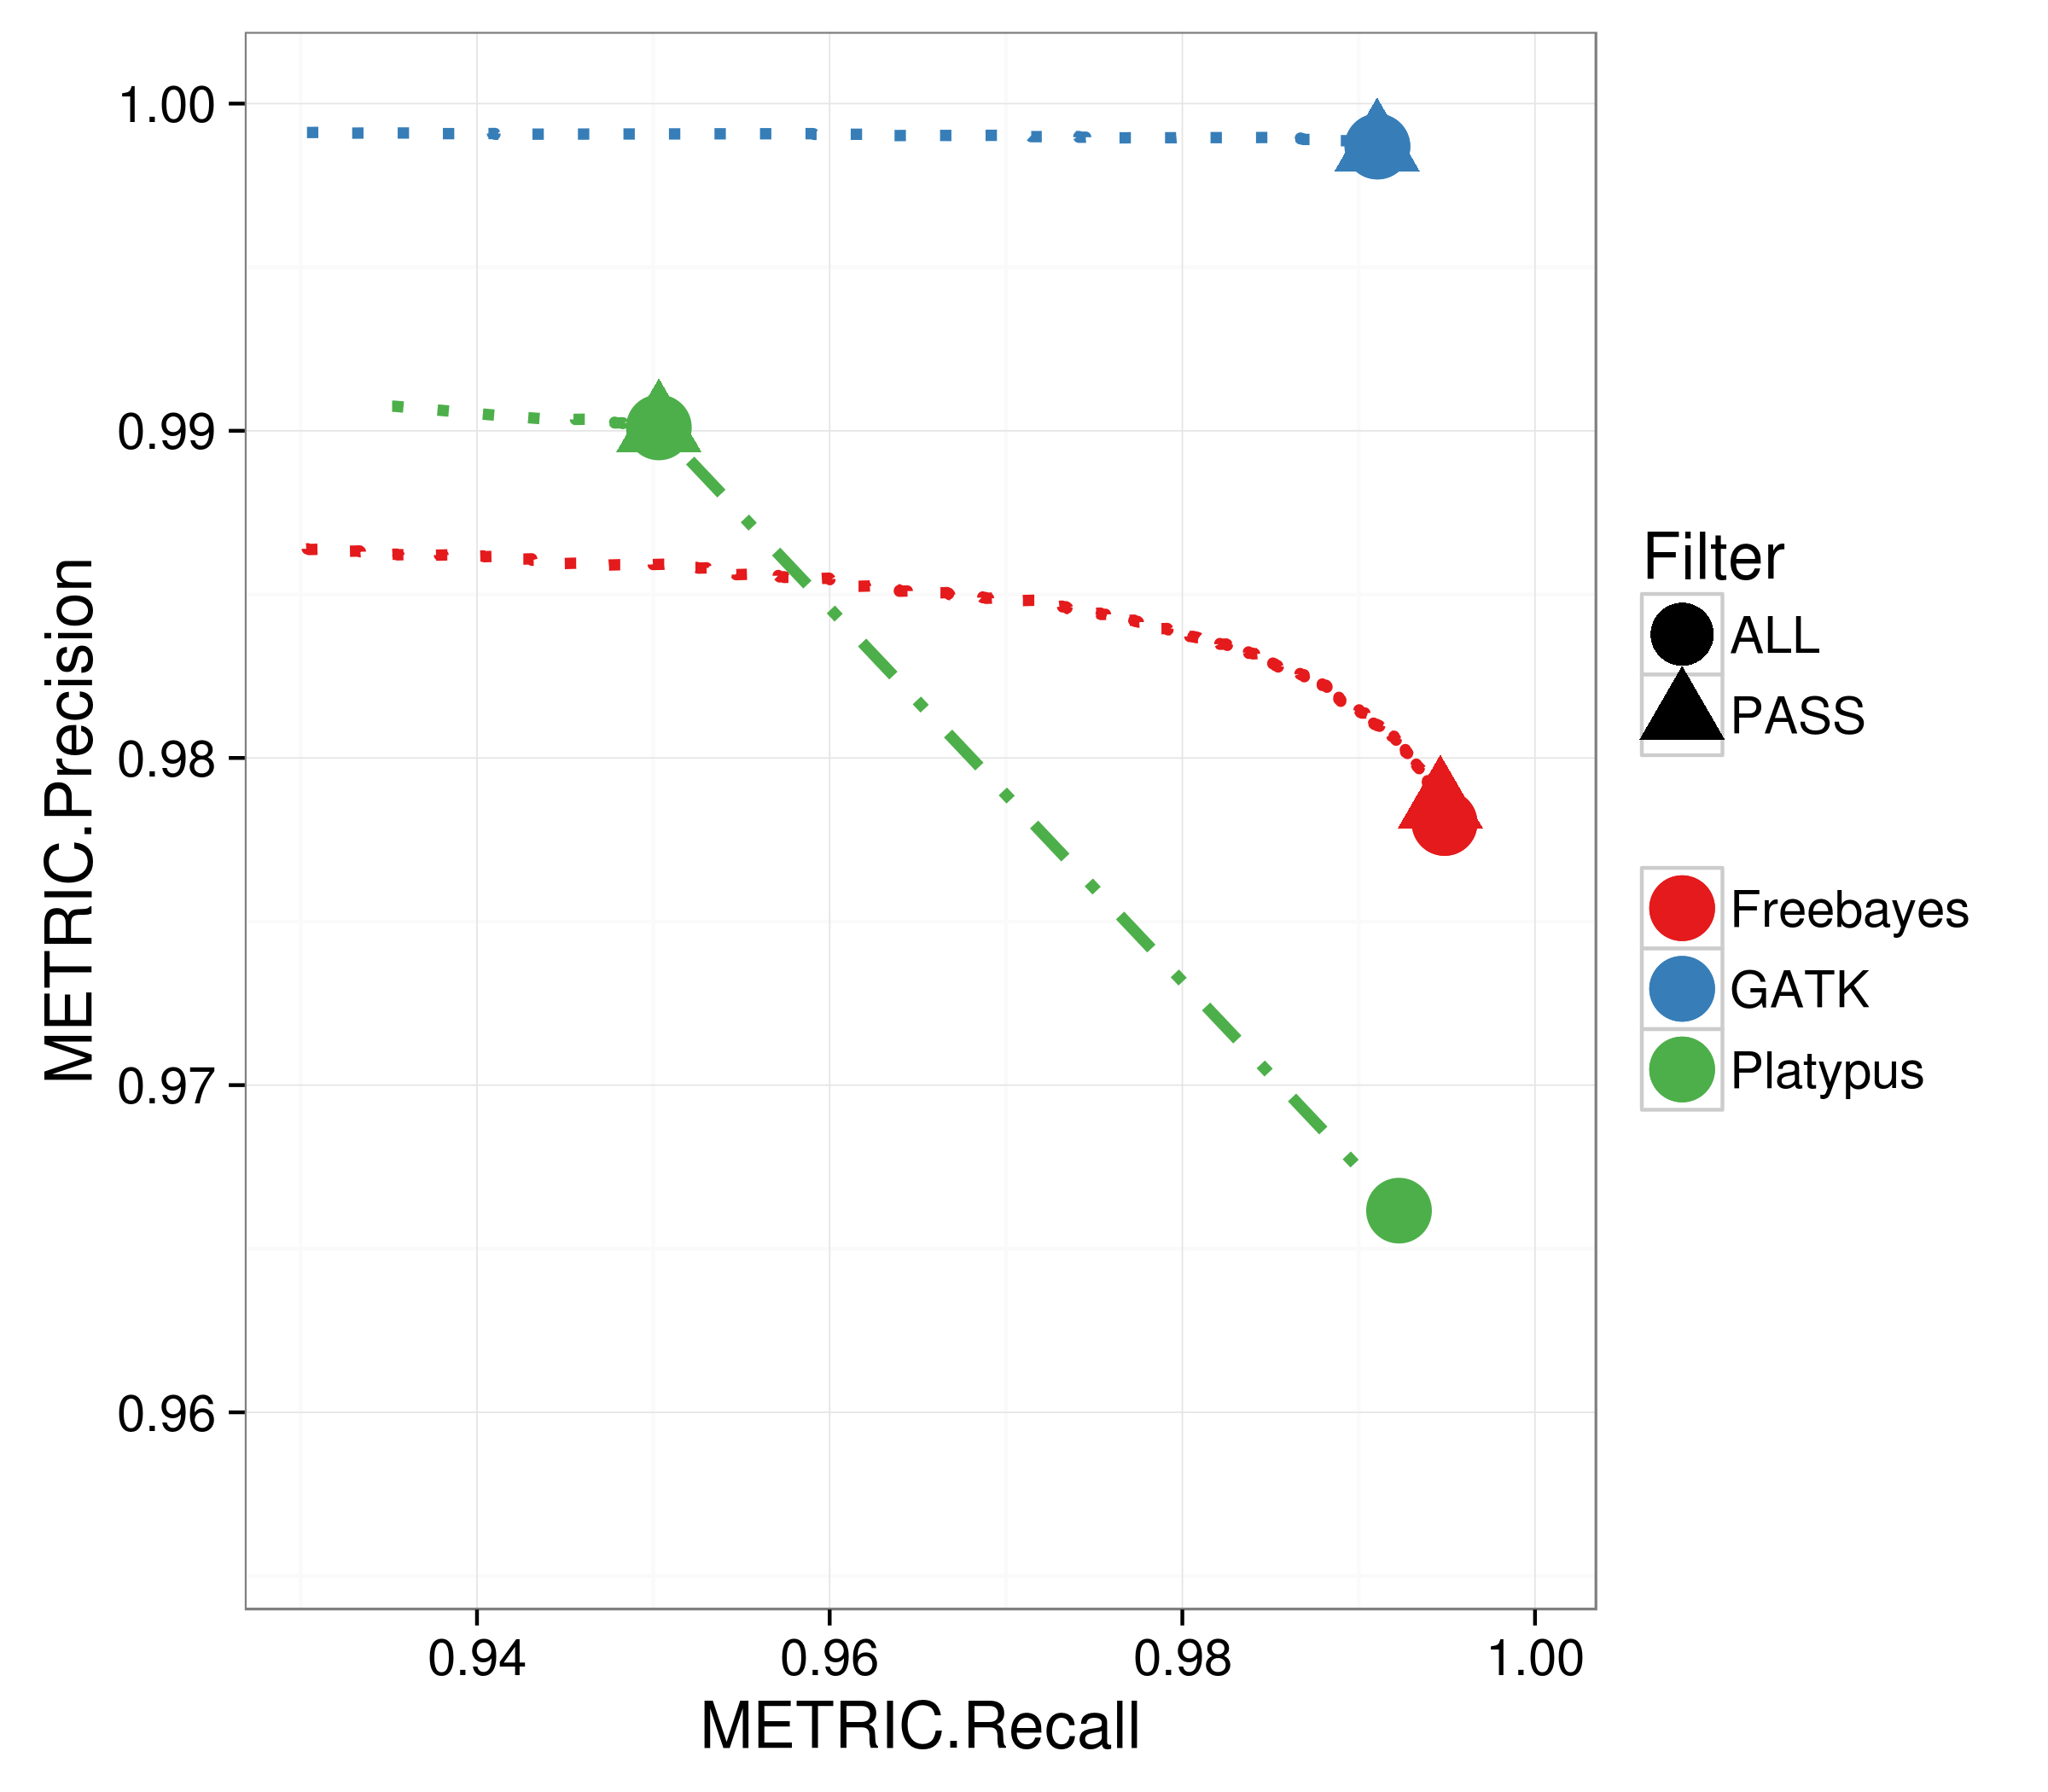 1.00
0.99
0.98
0.97
0.96
METRIC.Precision
0.94
0.96
0.98
1.00
METRIC.Recall
Filter
ALL
PASS
Freebayes
GATK
Platypus